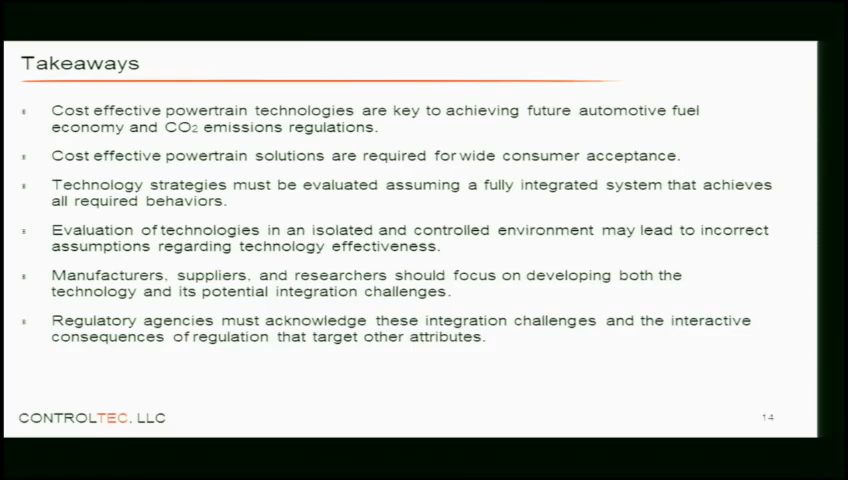 Takeaways
Cost effective powertrain technologies are key to achieving future automotive fuel
economy and CO2 emissions regulations.
Cost effective powertrain solutions are required for wide consumer acceptance.
Technology strategies must be evaluated assuming a fully integrated system that achieves
all required behaviors.
Evaluation of technologies in an isolated and controlled environment may lead to incorrect
assumptions regarding technology effectiveness.
Manufacturers, suppliers, and researchers should focus on developing both the
technology and its potential integration challenges.
Regulatory agencies must acknowledge these integration challenges and the interactive
consequences of regulation that target other attributes.
CONTROLTEC, LLC
14